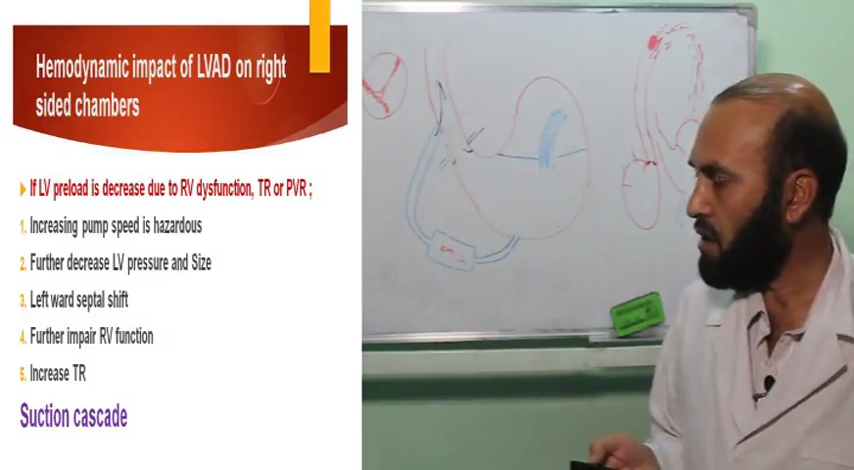 Hemodynamic impact of LVAD on right
sided chambers
If LV preload is decrease due to RV dysfunction, TR or PVR ;
1. Increasing pump speed is hazardous
2. Further decrease LV pressure and Size
3. Left ward septal shift
4. Further impair RV function
5. Increase TR
Suction cascade